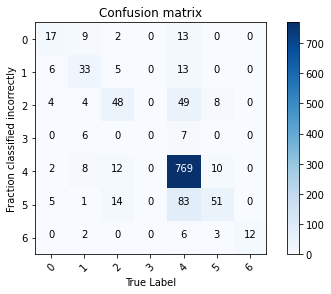 Confusion matrix
0 17 9 2 0 13 0 0
1 6 33 5 0 13 0 0
2 4 4 48 0 49 8 0
3 0 6 0 0 7 0 0
4 2 8 12 0 769 10 0
5 5 1 14 0 83 51 0
6 0 2 0 0 6 3 12
0 1 2 3 4 5 6
True Label
Fraction classified incorrectly
700
600
500
400
300
200
100
0